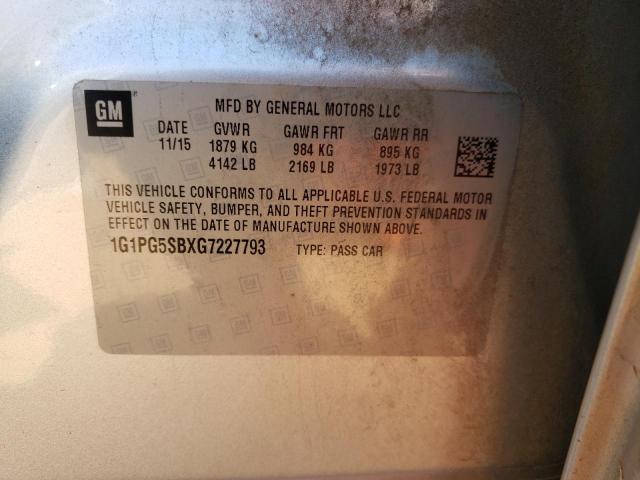 GM
MFD BY GENERAL MOTORS LLC
DATE GVWR GAWR FRT GAWR RR
11/15 1879 KG 984 KG 895 KG
4142 LB 2169 LB 1973 LB
THIS VEHICLE CONFORMS TO ALL APPLICABLE U.S. FEDERAL MOTOR
VEHICLE SAFETY, BUMPER, AND THEFT PREVENTION STANDARDS IN
EFFECT ON THE DATE OF MANUFACTURE SHOWN ABOVE.
1G1PG5SBXG7227793 TYPE: PASS CAR